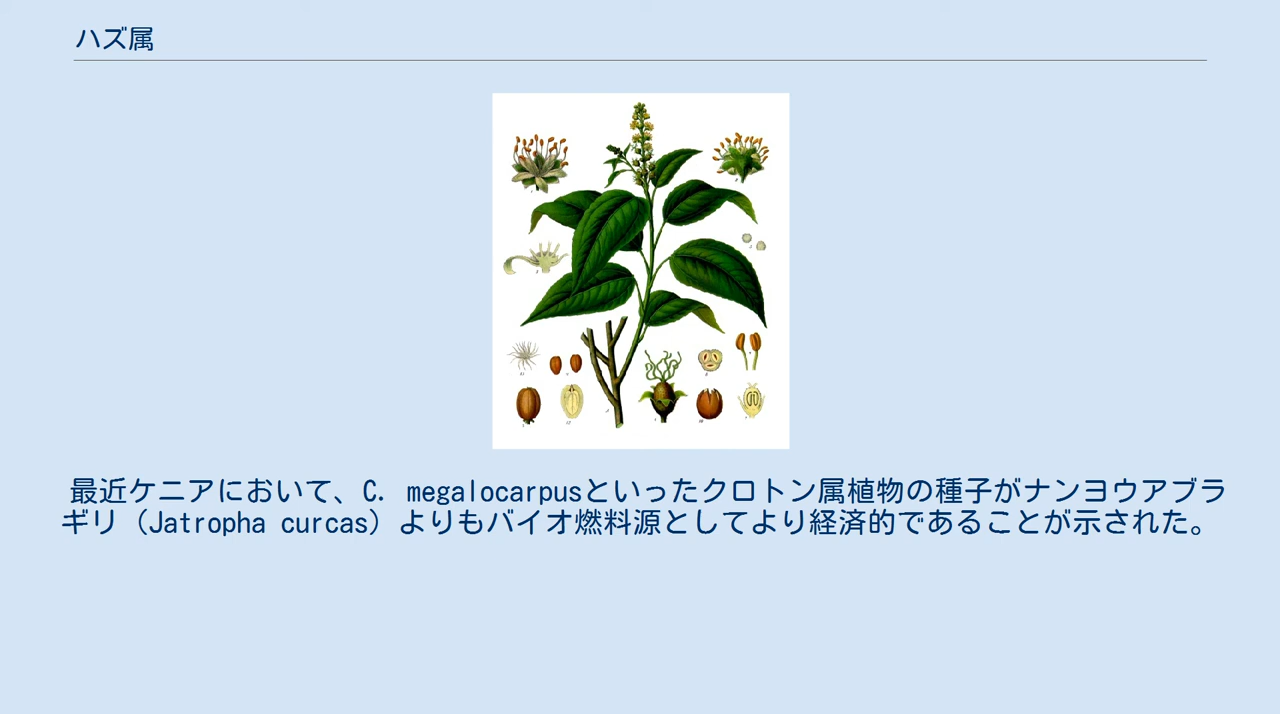 ハズ属
最近ケニアにおいて、C. megalocarpusといったクロトン属植物の種子がナンヨウアブラ
ギリ（Jatropha curcas）よりもバイオ燃料源としてより経済的であることが示された。